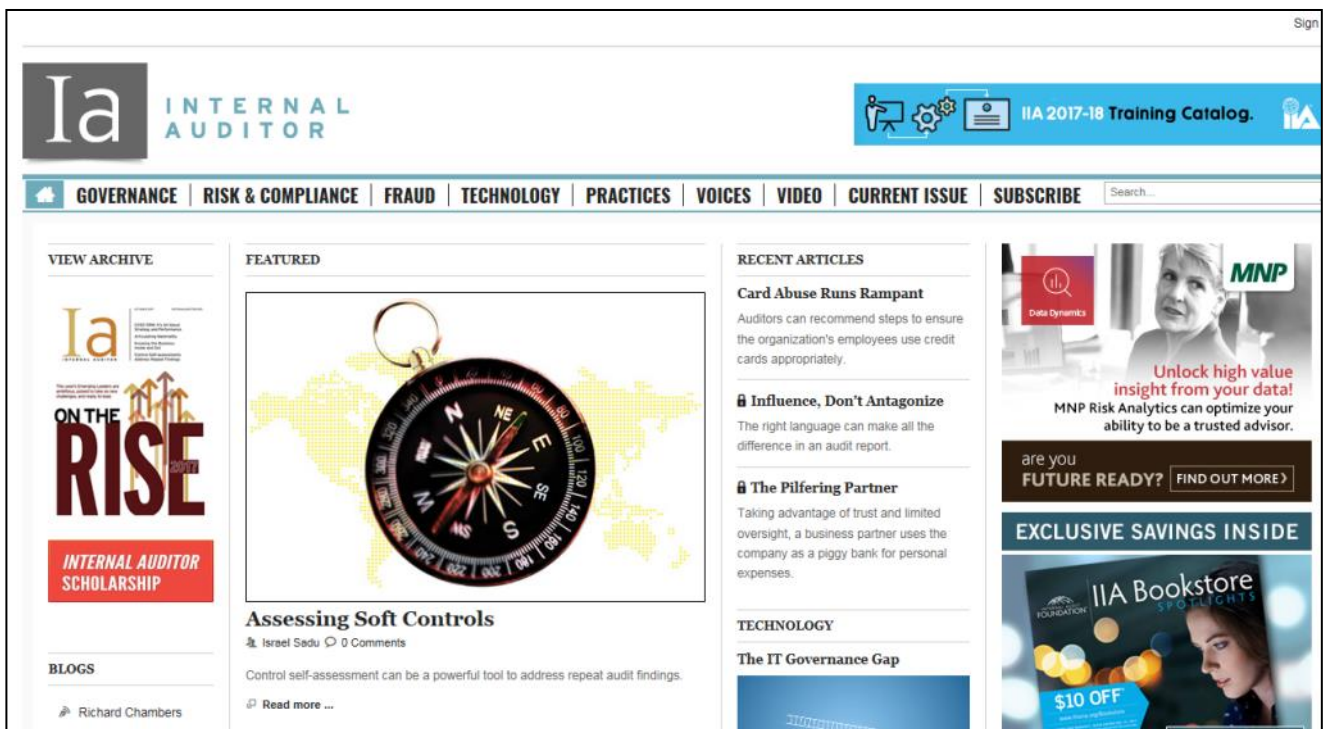 Sign
Ia
INTERNAL
AUDITOR
IIA 2017-18 Training Catalog.
IIA
GOVERNANCE
RISK & COMPLIANCE
FRAUD
TECHNOLOGY
PRACTICES
VOICES
VIDEO
CURRENT ISSUE
SUBSCRIBE
Search...
VIEW ARCHIVE
Ia
INTERNAL AUDITOR
ON THE
RISE
2017
INTERNAL AUDITOR
SCHOLARSHIP
BLOGS
Richard Chambers
FEATURED
N
NE
E
SE
S
SW
W
Assessing Soft Controls
Israel Sadu 0 Comments
Control self-assessment can be a powerful tool to address repeat audit findings.
Read more ...
RECENT ARTICLES
Card Abuse Runs Rampant
Auditors can recommend steps to ensure
the organization's employees use credit
cards appropriately.
Influence, Don't Antagonize
The right language can make all the
difference in an audit report.
The Pilfering Partner
Taking advantage of trust and limited
oversight, a business partner uses the
company as a piggy bank for personal
expenses.
TECHNOLOGY
The IT Governance Gap
Data Dynamics
MNP
Unlock high value
insight from your data!
MNP Risk Analytics can optimize your
ability to be a trusted advisor.
are you
FUTURE READY?
FIND OUT MORE>
EXCLUSIVE SAVINGS INSIDE
FOUNDATION
IIA Bookstore
SPOTLIGHTS
$10 OFF